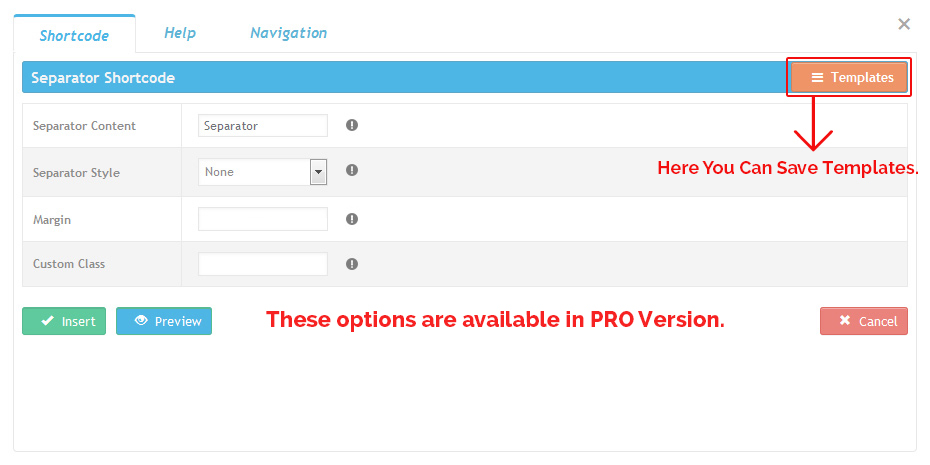 Shortcode Help Navigation
Separator Shortcode Templates
Separator Content Separator
Here You Can Save Templates.
Separator Style None
Margin
Custom Class
Insert Preview These options are available in PRO Version. Cancel